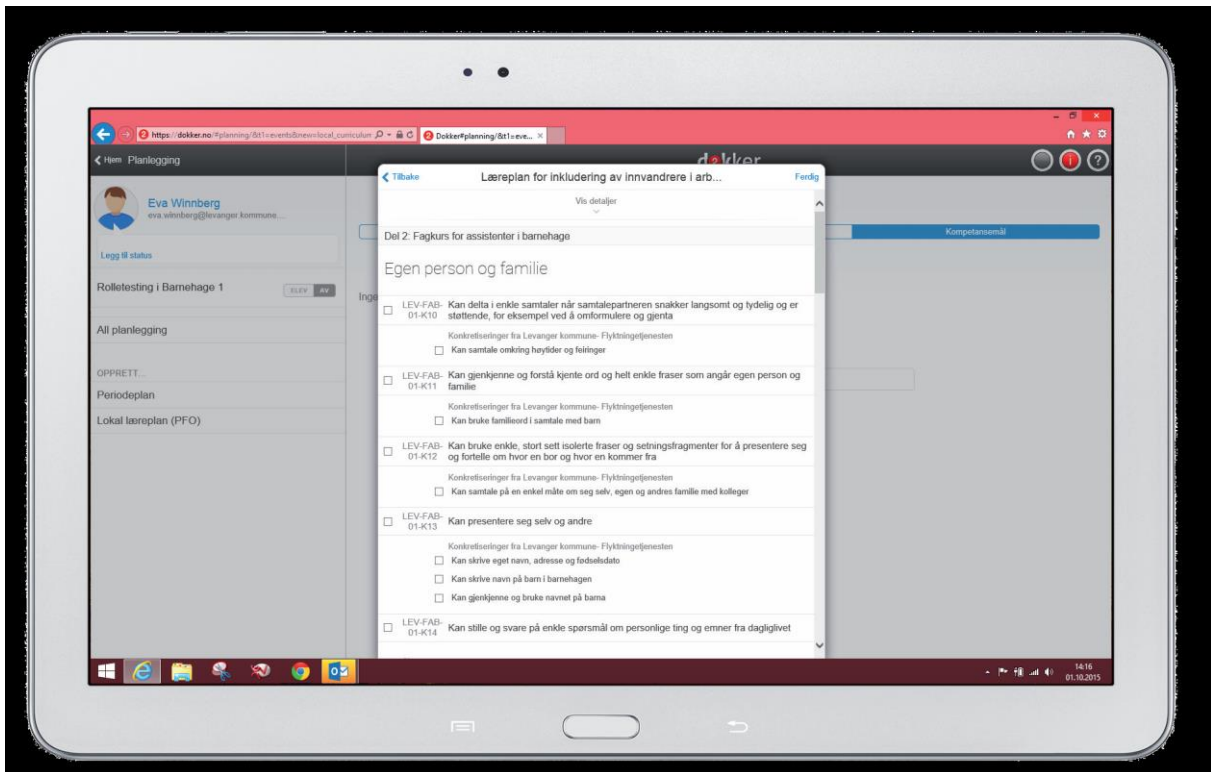 https://dokker.no/#planning/&t1=events&new=local_curriculum
Dokker#planning/&t1=eve...
Hjem Planlegging
dokker
Eva Winnberg
eva.winnberg@levanger.kommune....
Legg til status
Rolletesting i Barnehage 1
ELEV AV
All planlegging
OPPRETT...
Periodeplan
Lokal læreplan (PFO)
Inge
Kompetansemål
Tilbake Læreplan for inkludering av innvandrere i arb... Ferdig
Vis detaljer
Del 2: Fagkurs for assistenter i barnehage
Egen person og familie
LEV-FAB-01-K10 Kan delta i enkle samtaler når samtalepartneren snakker langsomt og tydelig og er
støttende, for eksempel ved å omformulere og gjenta
Konkretiseringer fra Levanger kommune- Flyktningetjenesten
Kan samtale omkring høytider og feiringer
LEV-FAB-01-K11 Kan gjenkjenne og forstå kjente ord og helt enkle fraser som angår egen person og
familie
Konkretiseringer fra Levanger kommune- Flyktningetjenesten
Kan bruke familieord i samtale med barn
LEV-FAB-01-K12 Kan bruke enkle, stort sett isolerte fraser og setningsfragmenter for å presentere seg
og fortelle om hvor en bor og hvor en kommer fra
Konkretiseringer fra Levanger kommune- Flyktningetjenesten
Kan samtale på en enkel måte om seg selv, egen og andres familie med kolleger
LEV-FAB-01-K13 Kan presentere seg selv og andre
Konkretiseringer fra Levanger kommune- Flyktningetjenesten
Kan skrive eget navn, adresse og fødselsdato
Kan skrive navn på barn i barnehagen
Kan gjenkjenne og bruke navnet på barna
LEV-FAB-01-K14 Kan stille og svare på enkle spørsmål om personlige ting og emner fra dagliglivet
14:16
01.10.2015